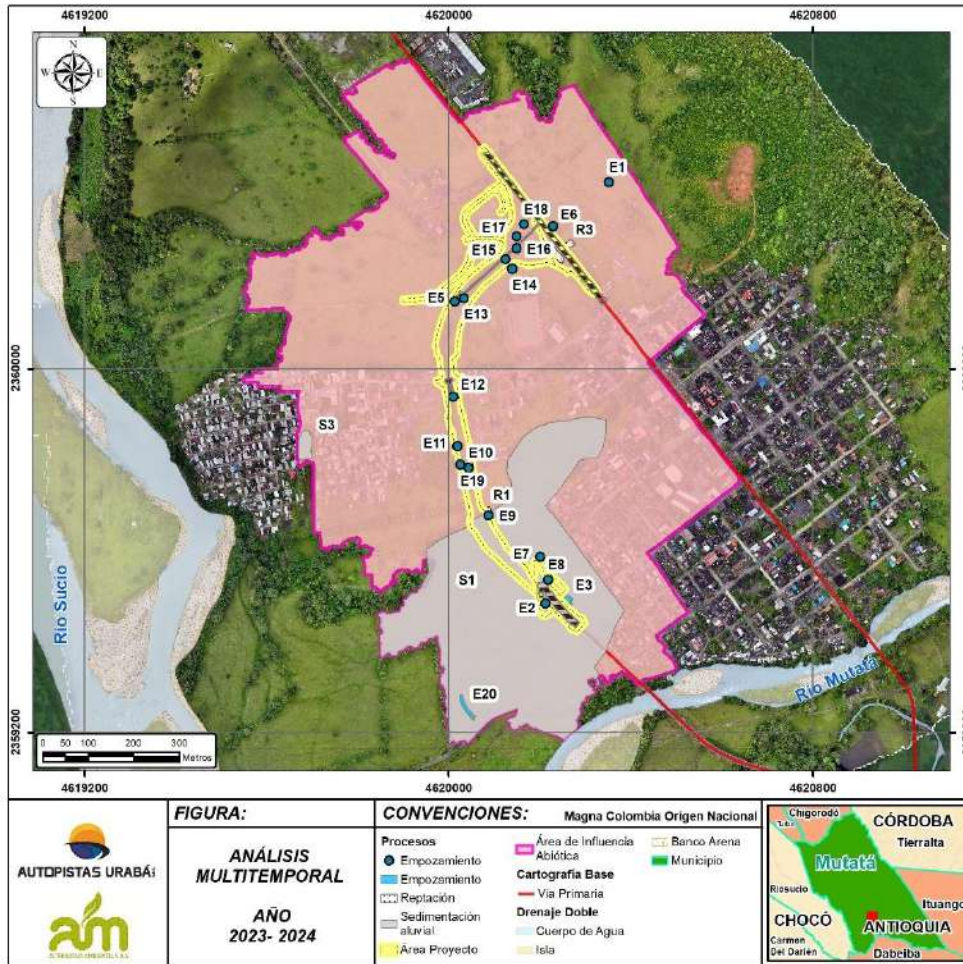 4619200
4620000
4620800
N
W
E
S
E1
E18
E6
E17
R3
E15
E16
E14
E5
E13
2360000
2360000
E12
S3
E11
E10
E19
R1
E9
E7
E8
S1
E3
E2
Río Sucio
Río Mutatá
E20
2359200
0 50 100 200 300
Metros
4619200
4620000
4620800
AUTOPISTAS URABÁ
FIGURA:
ANÁLISIS
MULTITEMPORAL
AÑO
2023- 2024
CONVENCIONES:
Magna Colombia Origen Nacional
Procesos
Empozamiento
Empozamiento
Reptación
Sedimentación
aluvial
Área Proyecto
Área de Influencia
Abiótica
Cartografía Base
Vía Primaria
Drenaje Doble
Cuerpo de Agua
Isla
Banco Arena
Municipio
Chigorodó
CÓRDOBA
Tierralta
Mutatá
Riosucio
Ituango
CHOCÓ
ANTIOQUIA
Carmen
Del Darién
Dabeiba